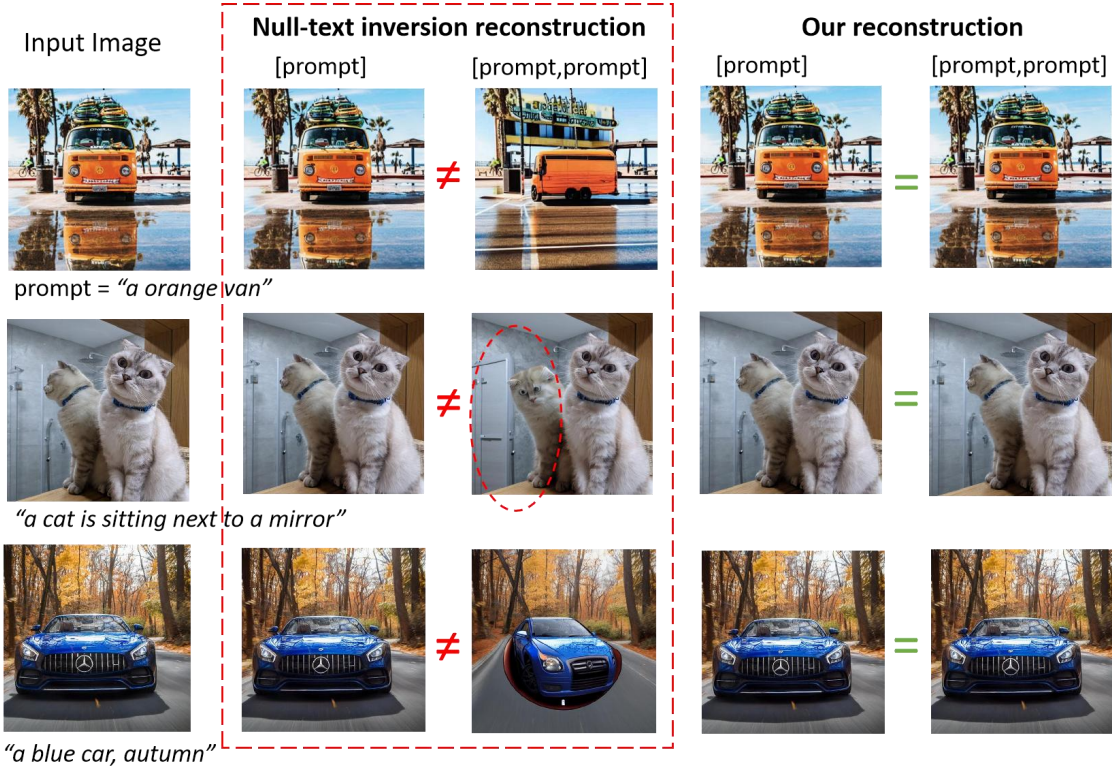 Input Image
Null-text inversion reconstruction
Our reconstruction
[prompt]
[prompt,prompt]
[prompt]
[prompt,prompt]
≠
=
prompt = “a orange van”
≠
=
“a cat is sitting next to a mirror”
≠
=
“a blue car, autumn”